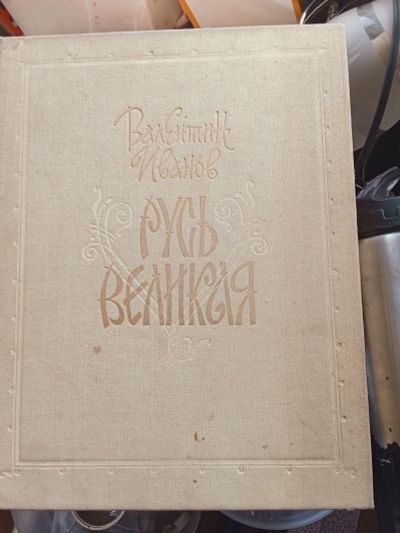 Валентин
Иванов
Русь
Великая